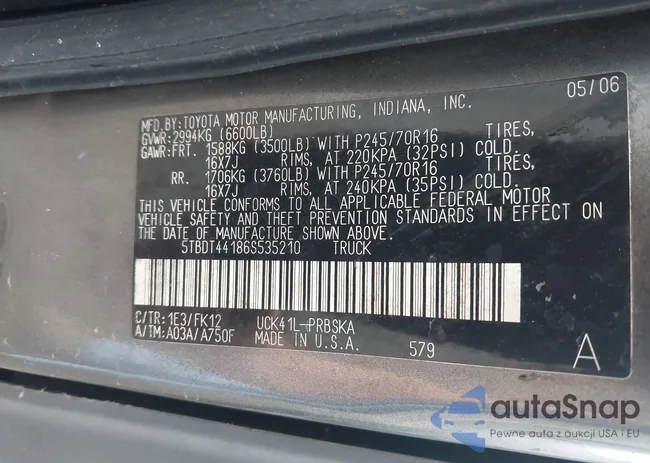 05/06
MFD.BY:TOYOTA MOTOR MANUFACTURING, INDIANA, INC.
GVWR:2994KG (6600LB)
GAWR:FRT. 1588KG (3500LB) WITH P245/70R16 TIRES,
16X7J RIMS, AT 220KPA (32PSI) COLD.
RR. 1706KG (3760LB) WITH P245/70R16 TIRES,
16X7J RIMS, AT 240KPA (35PSI) COLD.
THIS VEHICLE CONFORMS TO ALL APPLICABLE FEDERAL MOTOR
VEHICLE SAFETY AND THEFT PREVENTION STANDARDS IN EFFECT ON
THE DATE OF MANUFACTURE SHOWN ABOVE.
5TBDT44186S535210 TRUCK
C/TR:1E3/FK12 UCK41L-PRBSKA
A/TM:A03A/A750F MADE IN U.S.A. 579 A
autoSnap
Pewne auta z aukcji USA i EU